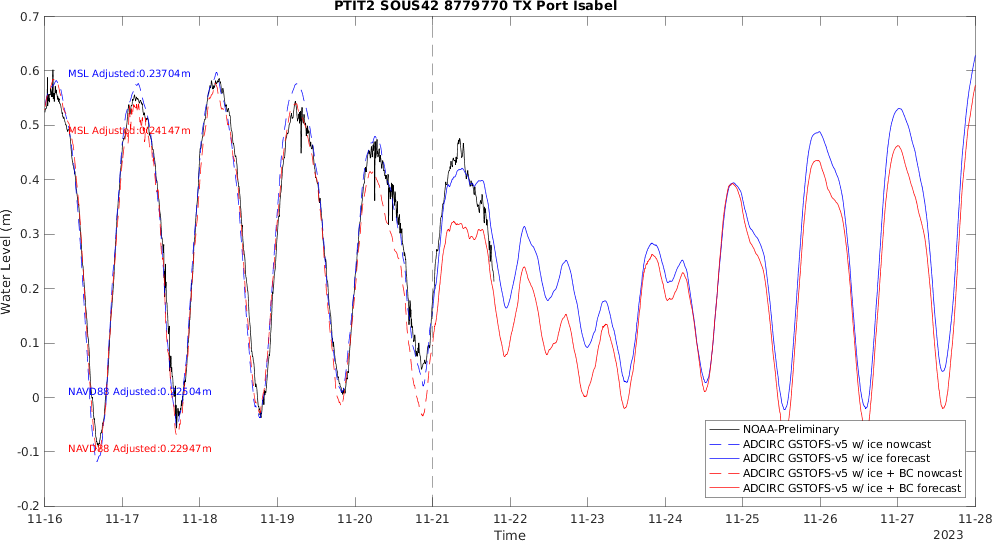 PTIT2 SOUS42 8779770 TX Port Isabel
Water Level (m)
0.7
0.6
0.5
0.4
0.3
0.2
0.1
0
-0.1
-0.2
MSL Adjusted:0.23704m
MSL Adjusted:0.24147m
NAVD88 Adjusted:0.22504m
NAVD88 Adjusted:0.22947m
NOAA-Preliminary
ADCIRC GSTOFS-v5 w/ ice nowcast
ADCIRC GSTOFS-v5 w/ ice forecast
ADCIRC GSTOFS-v5 w/ ice + BC nowcast
ADCIRC GSTOFS-v5 w/ ice + BC forecast
11-16 11-17 11-18 11-19 11-20 11-21 11-22 11-23 11-24 11-25 11-26 11-27 11-28
Time
2023